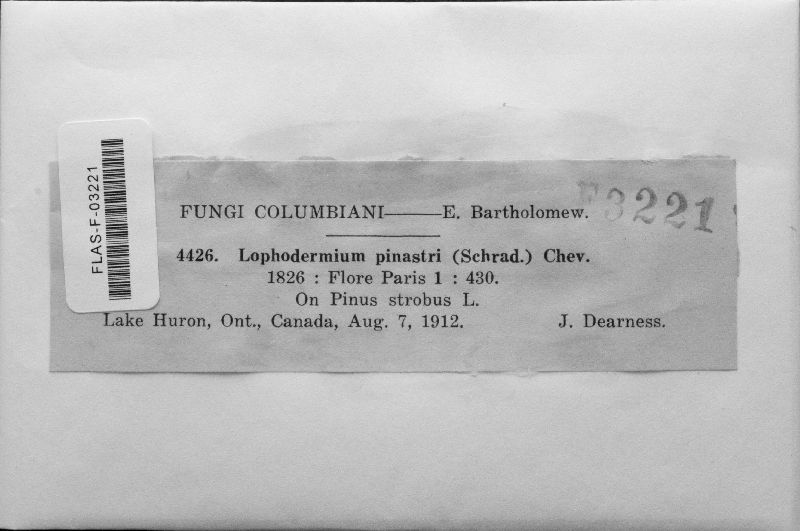 FLAS-F-03221
F3221
FUNGI COLUMBIANI——E. Bartholomew.
4426. Lophodermium pinastri (Schrad.) Chev.
1826 : Flore Paris 1 : 430.
On Pinus strobus L.
Lake Huron, Ont., Canada, Aug. 7, 1912. J. Dearness.